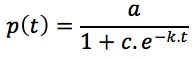 p(t) = a / (1 + c.e^{-k.t})